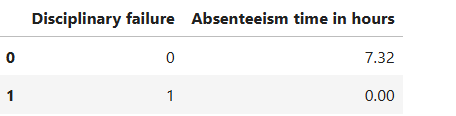 Disciplinary failure Absenteeism time in hours
0 0 7.32
1 1 0.00